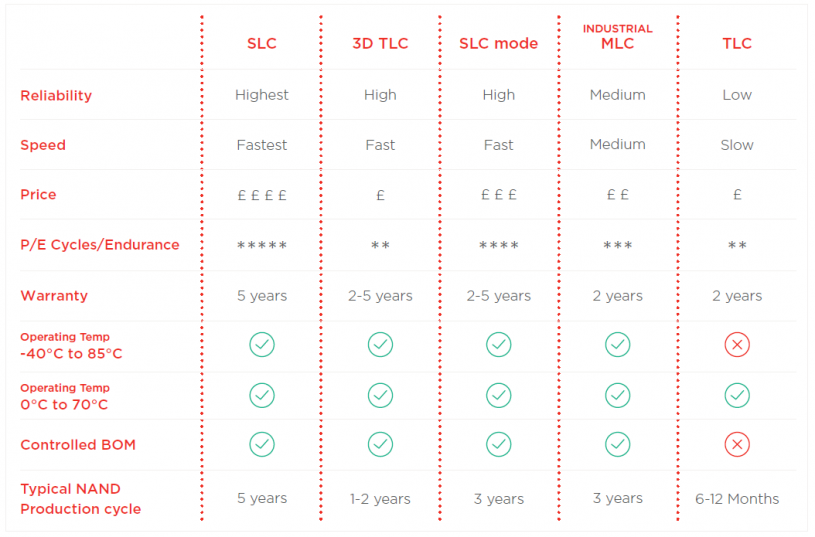 INDUSTRIAL
SLC 3D TLC SLC mode MLC TLC
Reliability Highest High High Medium Low
Speed Fastest Fast Fast Medium Slow
Price £ £ £ £ £ £ £ £ £ £ £
P/E Cycles/Endurance ***** ** **** *** **
Warranty 5 years 2-5 years 2-5 years 2 years 2 years
Operating Temp
-40°C to 85°C
Operating Temp
0°C to 70°C
Controlled BOM
Typical NAND
Production cycle 5 years 1-2 years 3 years 3 years 6-12 Months